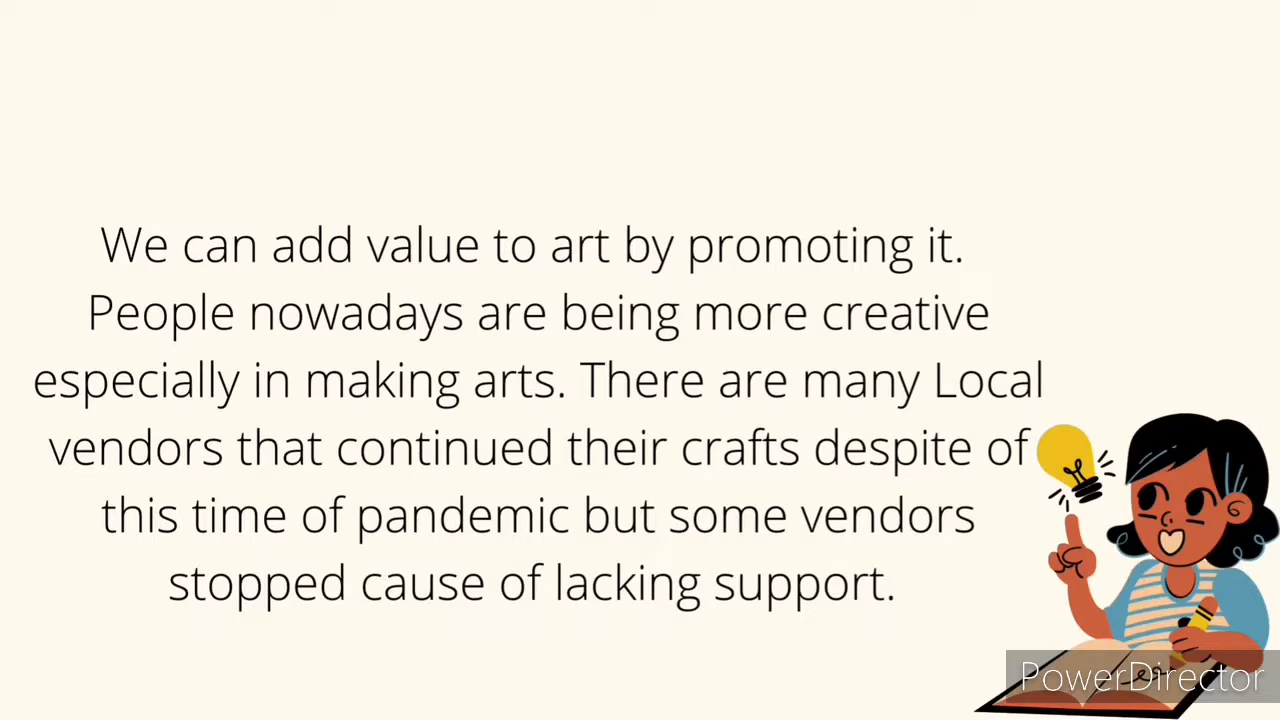 We can add value to art by promoting it.
People nowadays are being more creative
especially in making arts. There are many Local
vendors that continued their crafts despite of
this time of pandemic but some vendors
stopped cause of lacking support.
PowerDirector